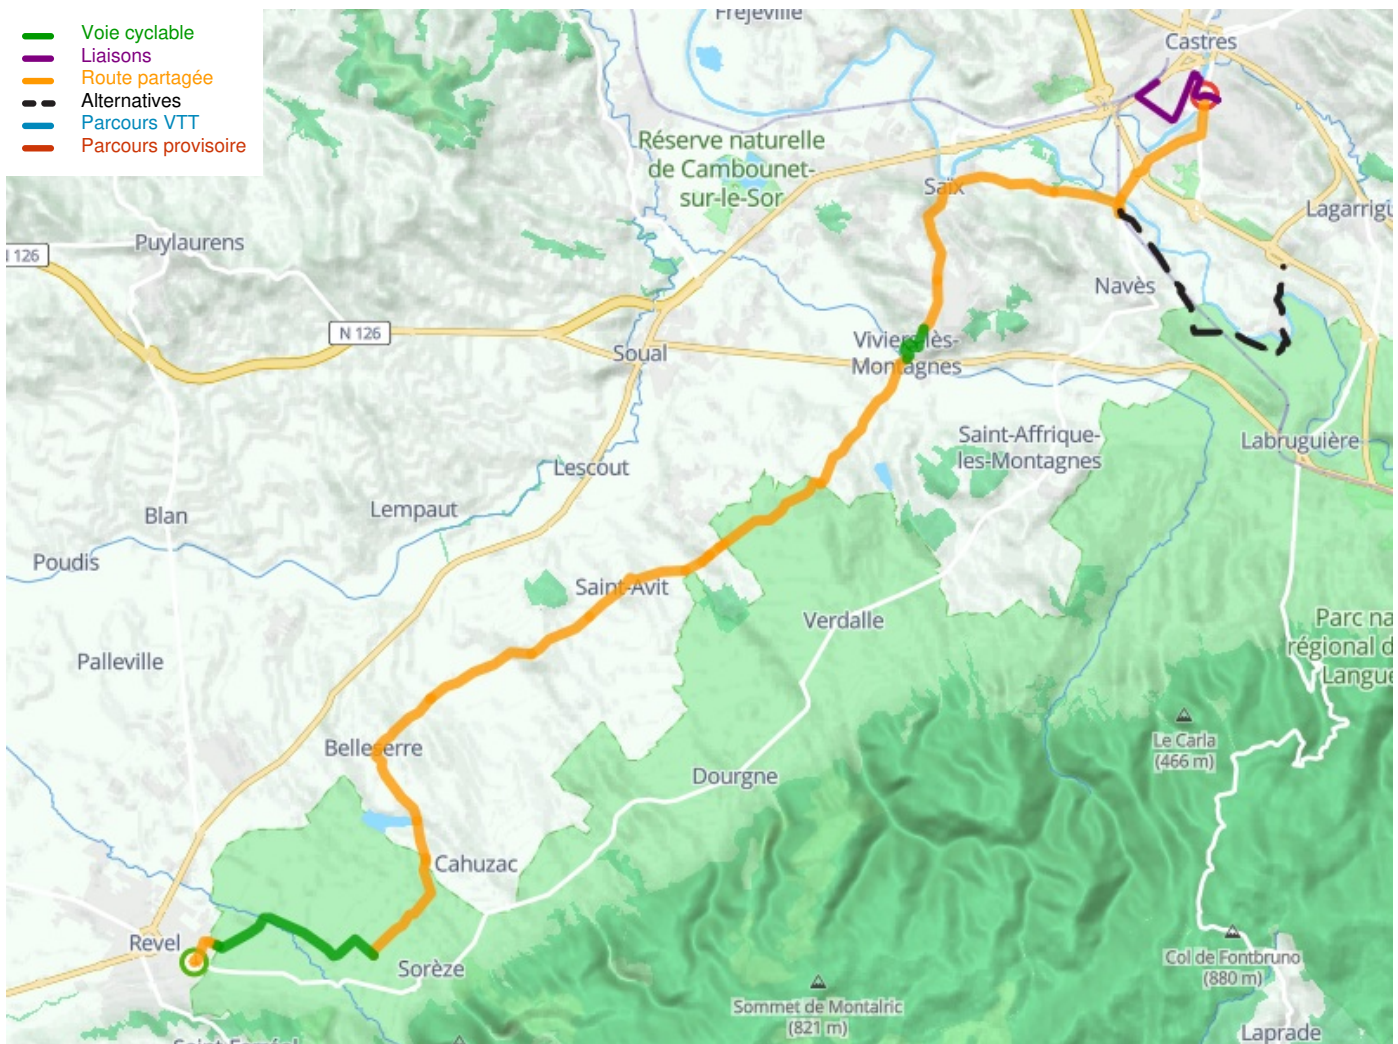 Voie cyclable
Liaisons
Route partagée
Alternatives
Parcours VTT
Parcours provisoire
Fréjeville
Castres
Réserve naturelle
de Cambounet-
sur-le-Sor
Saïx
Lagarrigu
Puylaurens
126
Navès
N 126
Soual
Viviers-lès-
Montagnes
Saint-Affrique-
les-Montagnes
Labruguière
Lescout
Lempaut
Blan
Poudis
Saint-Avit
Verdalle
Parc na
régional d
Langue
Palleville
Le Carla
(466 m)
Belleserre
Dourgne
Cahuzac
Revel
Sorèze
Col de Fontbruno
(880 m)
Sommet de Montalric
(821 m)
Laprade